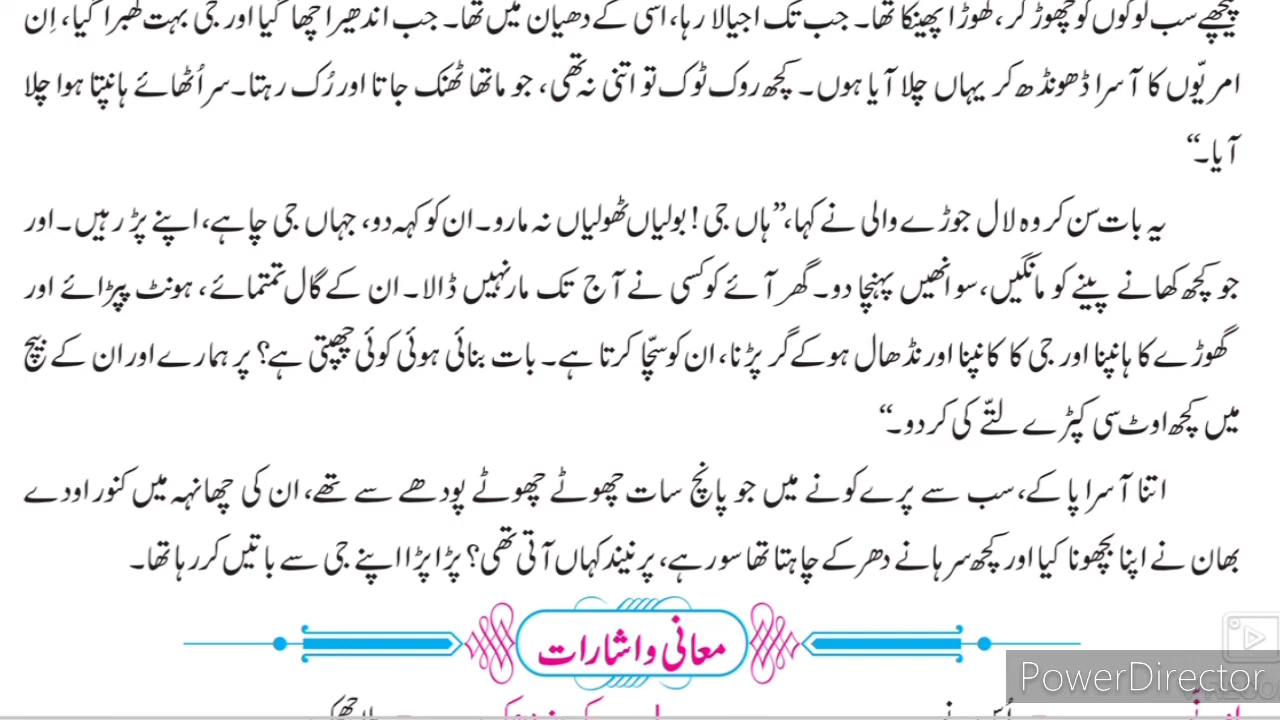 پیچھے سب لوگوں کو چھوڑ کر، گھوڑا پھینکا تھا۔ جب تک اجیالا رہا، اسی کے دھیان میں تھا۔ جب اندھیرا چھا گیا اور جی بہت گھبرا گیا، اِن
امریّوں کا آسرا ڈھونڈھ کر یہاں چلا آیا ہوں۔ کچھ روک ٹوک تو اتنی نہ تھی، جو ماتھا ٹھنک جاتا اور رُک رہتا۔ سر اُٹھائے ہانپتا ہوا چلا
آیا۔“
یہ بات سن کر وہ لال جوڑے والی نے کہا، ”ہاں جی! بولیاں ٹھولیاں نہ مارو۔ ان کو کہہ دو، جہاں جی چاہے، اپنے پڑ رہیں۔ اور
جو کچھ کھانے پینے کو مانگیں، سو انھیں پہنچا دو۔ گھر آئے کو کسی نے آج تک مار نہیں ڈالا۔ ان کے گال تمتمائے، ہونٹ پپڑائے اور
گھوڑے کا ہانپنا اور جی کا کانپنا اور نڈھال ہوکے گر پڑنا، ان کو سچّا کرتا ہے۔ بات بنائی ہوئی کوئی چھپتی ہے؟ پر ہمارے اور ان کے بیچ
میں کچھ اوٹ سی کپڑے لتّے کی کر دو۔“
اتنا آسرا پا کے، سب سے پرے کونے میں جو پانچ سات چھوٹے چھوٹے پودھے سے تھے، ان کی چھانہہ میں کنور اودے
بھان نے اپنا بچھونا کیا اور کچھ سرہانے دھر کے چاہتا تھا سو رہے، پر نیند کہاں آتی تھی؟ پڑا پڑا اپنے جی سے باتیں کر رہا تھا۔
معانی و اشارات
PowerDirector